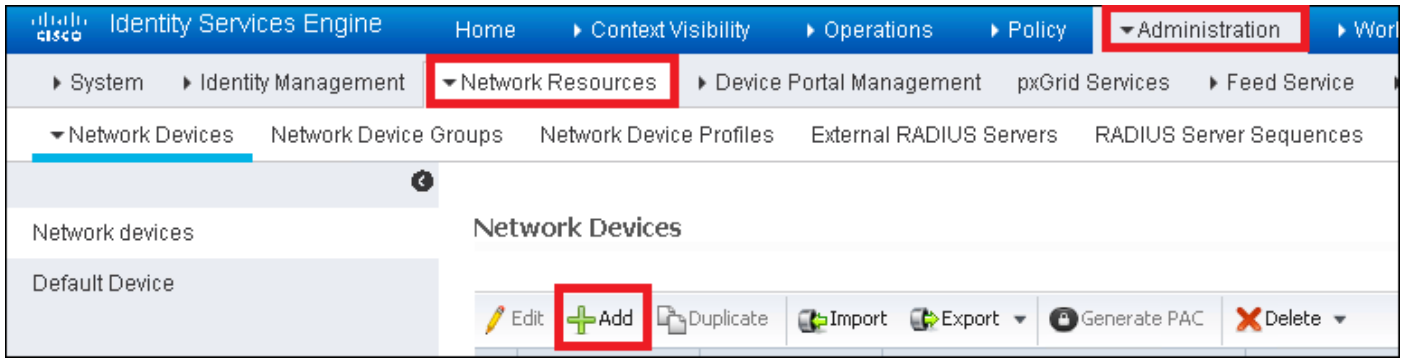 CISCO Identity Services Engine Home Context Visibility Operations Policy Administration
System Identity Management Network Resources Device Portal Management pxGrid Services Feed Service
Network Devices Network Device Groups Network Device Profiles External RADIUS Servers RADIUS Server Sequences
Network devices
Default Device
Network Devices
Edit Add Duplicate Import Export Generate PAC Delete